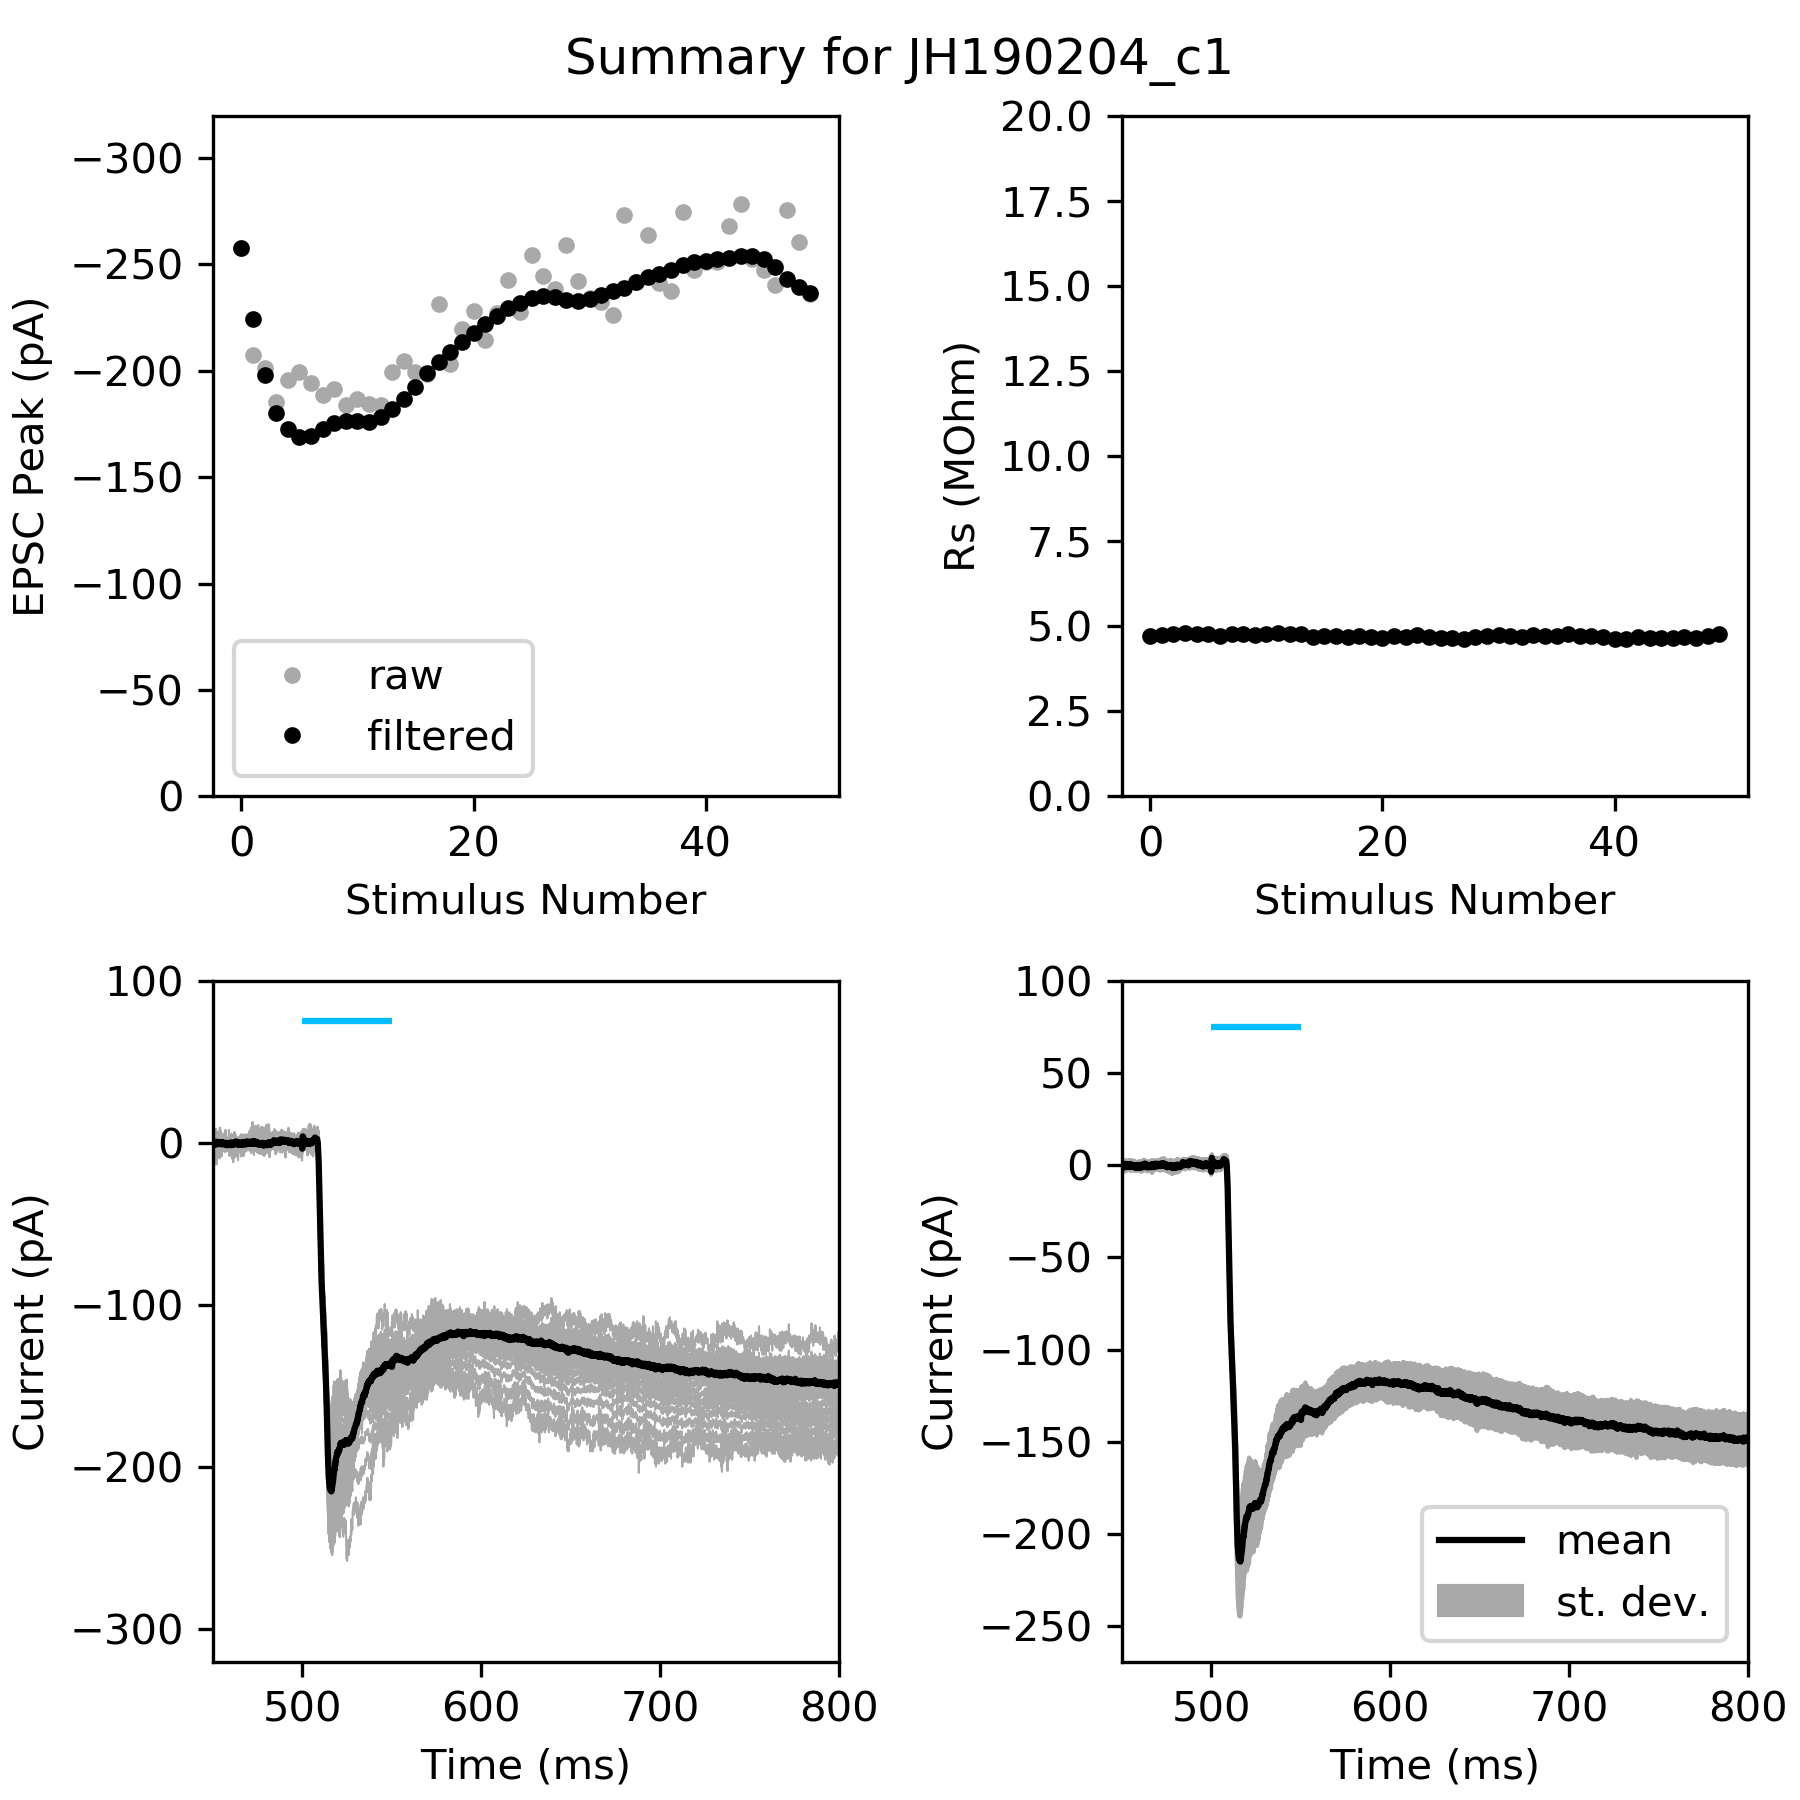 Summary for JH190204_c1
−300
−250
−200
−150
−100
−50
0
EPSC Peak (pA)
raw
filtered
0 20 40
Stimulus Number
20.0
17.5
15.0
12.5
10.0
7.5
5.0
2.5
0.0
Rs (MOhm)
0 20 40
Stimulus Number
100
0
−100
−200
−300
Current (pA)
500 600 700 800
Time (ms)
100
50
0
−50
−100
−150
−200
−250
Current (pA)
mean
st. dev.
500 600 700 800
Time (ms)